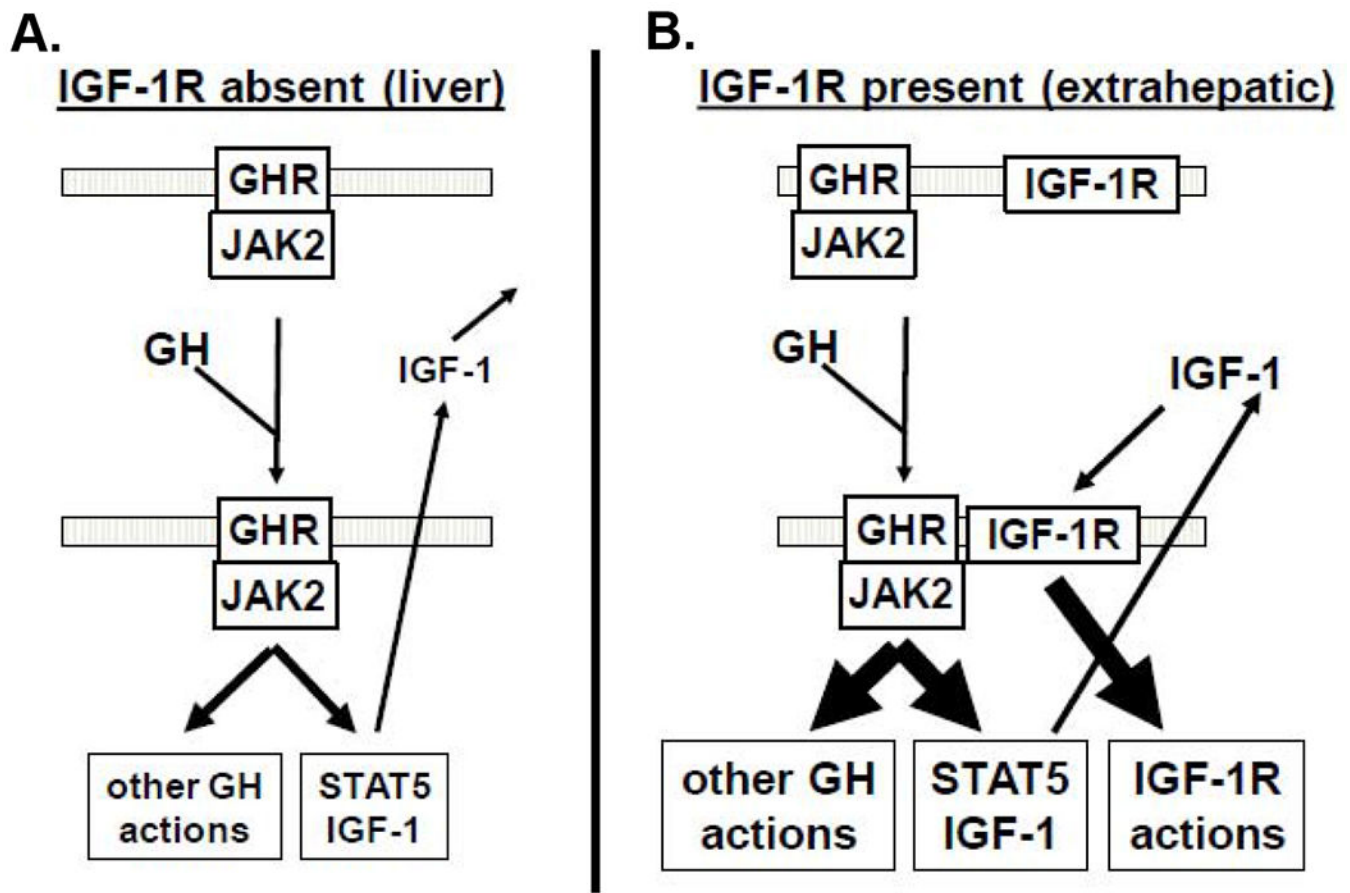 A.
IGF-1R absent (liver)
GHR
JAK2
GH
IGF-1
GHR
JAK2
other GH
actions
STAT5
IGF-1
B.
IGF-1R present (extrahepatic)
GHR
IGF-1R
JAK2
GH
IGF-1
GHR
IGF-1R
JAK2
other GH
actions
STAT5
IGF-1
IGF-1R
actions